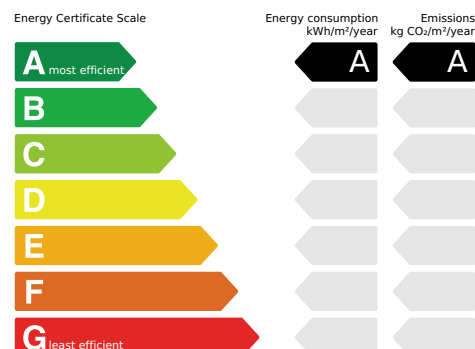 Energy Certificate Scale
Energy consumption
kWh/m²/year
Emissions
kg CO₂/m²/year
A most efficient
A
A
B
C
D
E
F
G least efficient